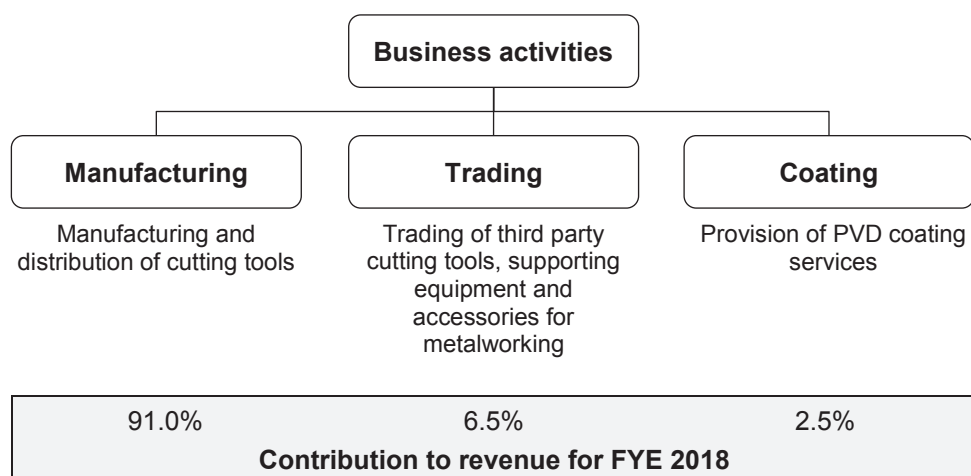 Business activities
Manufacturing
Trading
Coating
Manufacturing and
distribution of cutting tools
Trading of third party
cutting tools, supporting
equipment and
accessories for
metalworking
Provision of PVD coating
services
91.0%
6.5%
2.5%
Contribution to revenue for FYE 2018